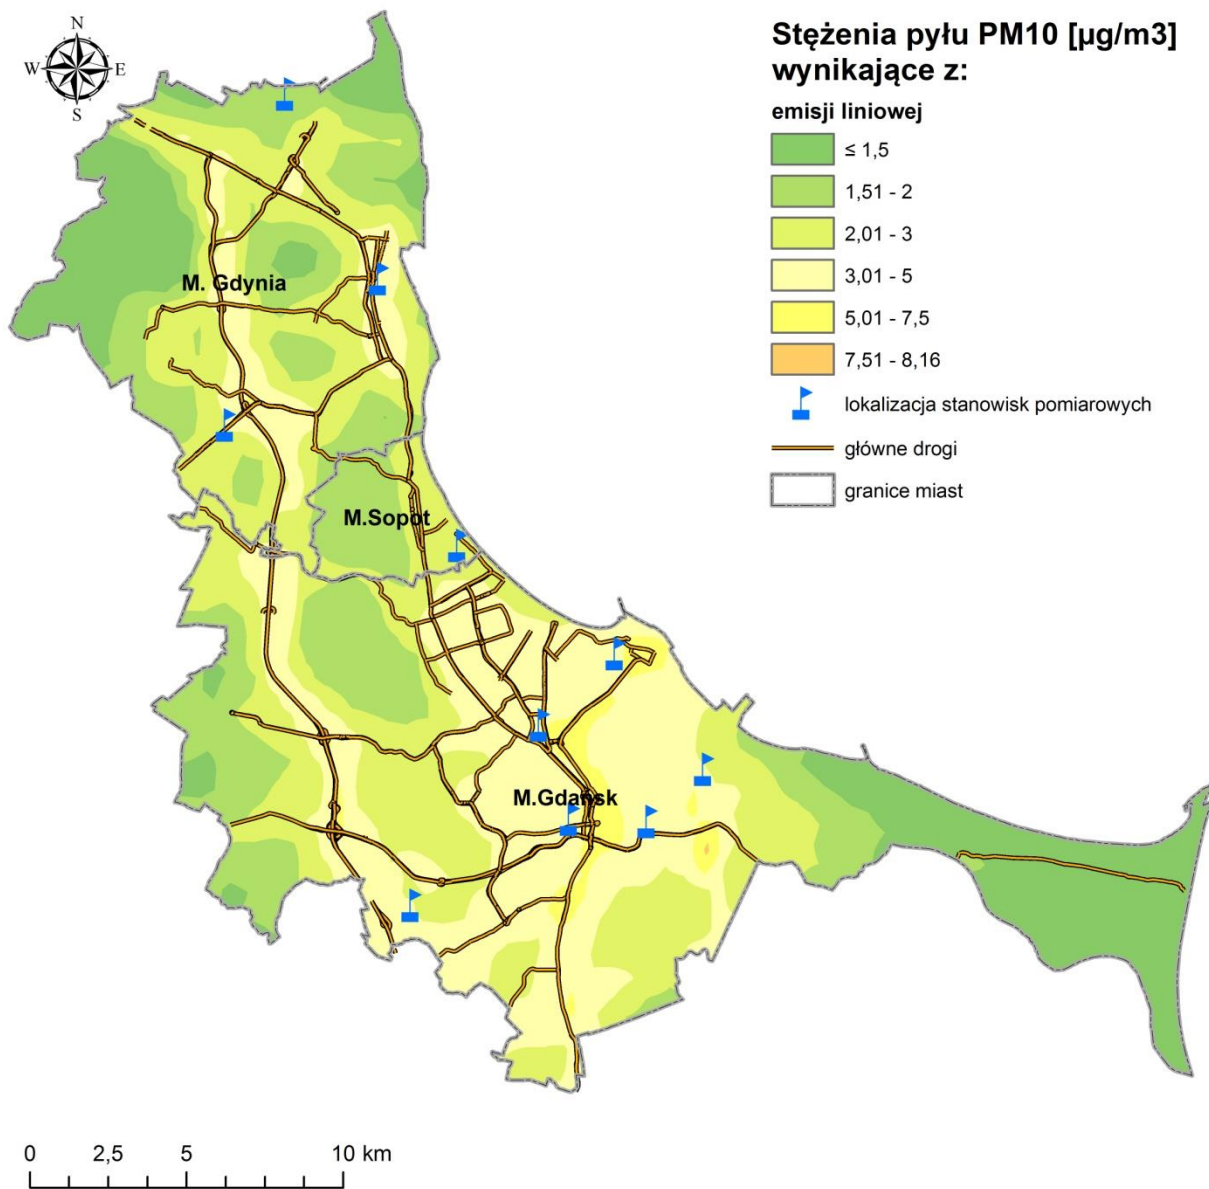 N
W
E
S
Stężenia pyłu PM10 [µg/m3]
wynikające z:
emisji liniowej
≤ 1,5
1,51 - 2
2,01 - 3
3,01 - 5
5,01 - 7,5
7,51 - 8,16
lokalizacja stanowisk pomiarowych
główne drogi
granice miast
M. Gdynia
M.Sopot
M.Gdańsk
0 2,5 5 10 km